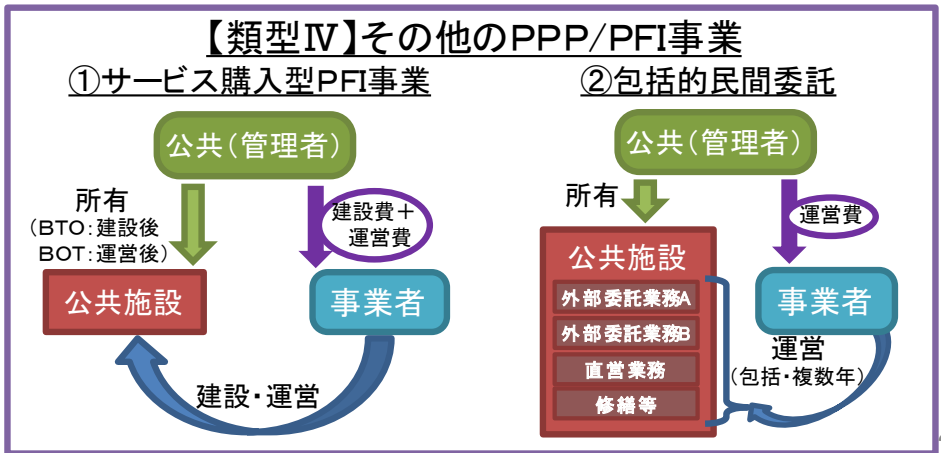 【類型Ⅳ】その他のPPP/PFI事業
①サービス購入型PFI事業
公共(管理者)
所有
(BTO:建設後
BOT:運営後)
建設費+
運営費
公共施設
事業者
建設・運営
②包括的民間委託
公共(管理者)
所有
運営費
公共施設
外部委託業務A
外部委託業務B
直営業務
修繕等
事業者
運営
(包括・複数年)